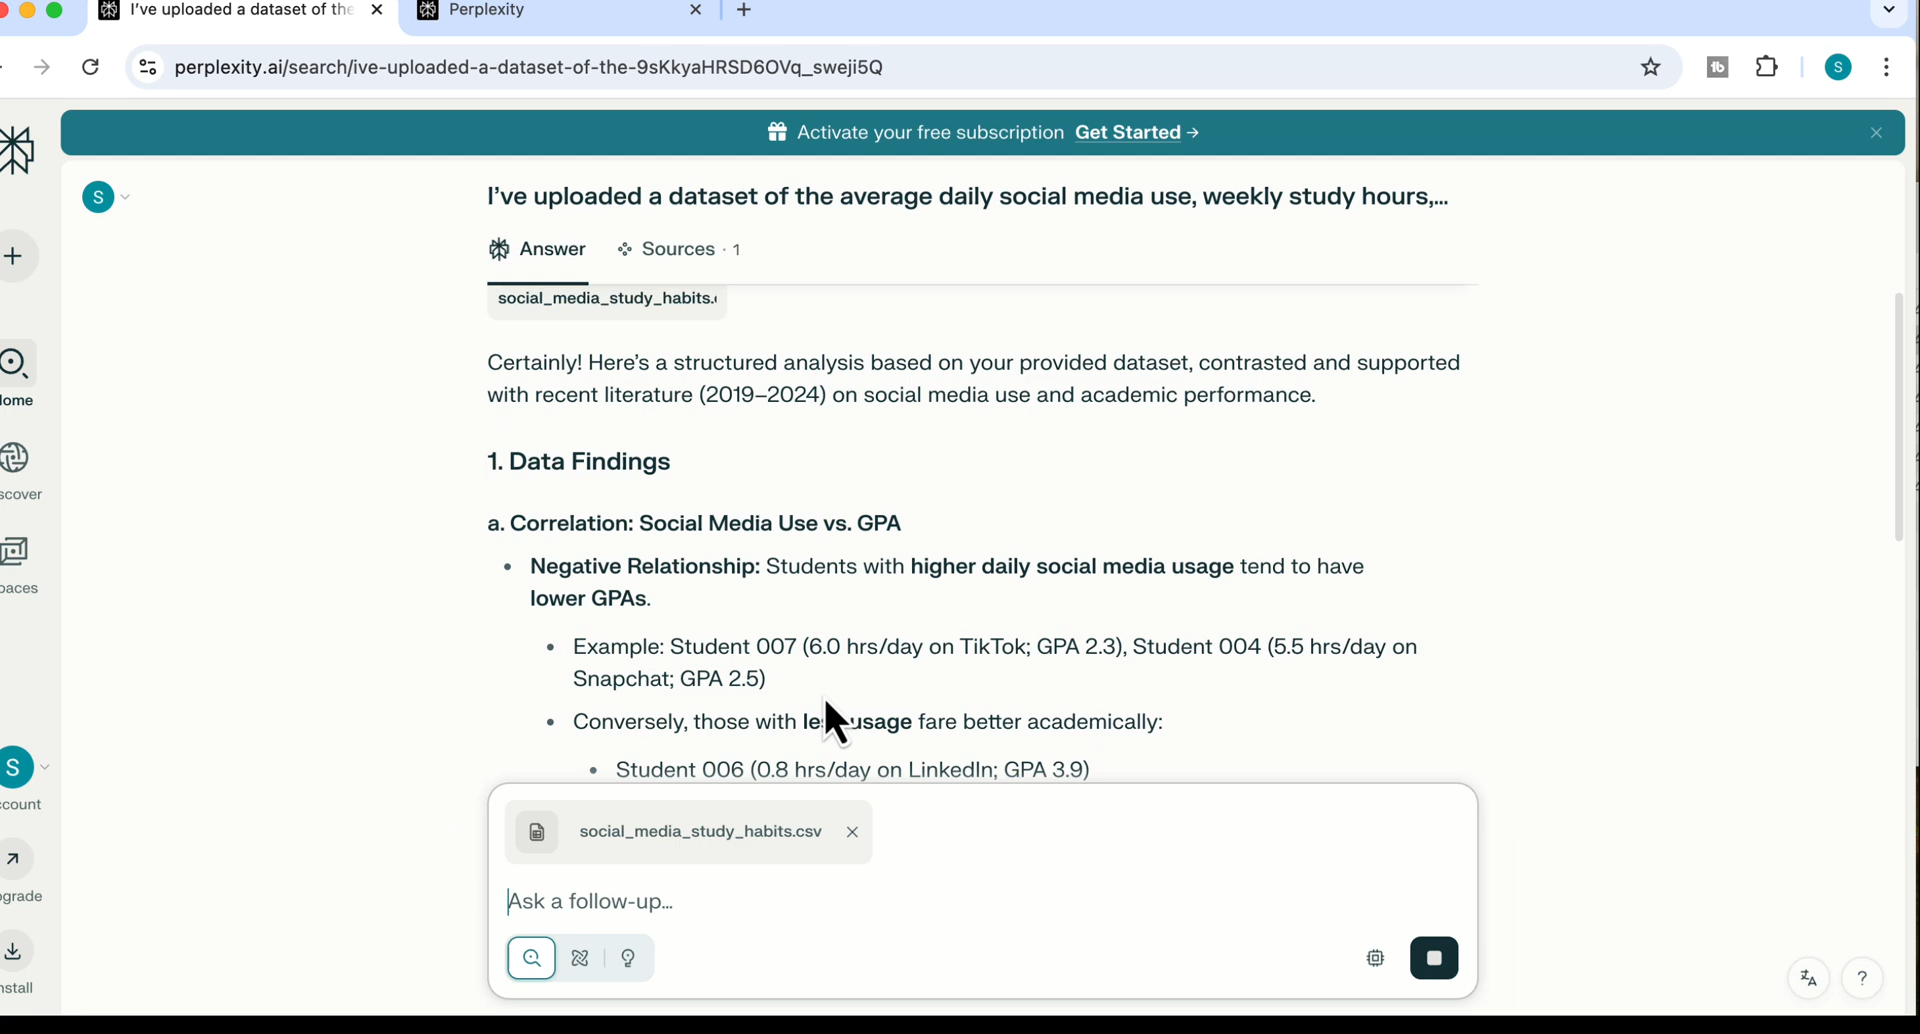 I've uploaded a dataset of the
Perplexity
perplexity.ai/search/ive-uploaded-a-dataset-of-the-9sKkyaHRSD6OVq_sweji5Q
tb
S
Activate your free subscription Get Started →
S
I've uploaded a dataset of the average daily social media use, weekly study hours,...
Answer
Sources · 1
social_media_study_habits.
Certainly! Here's a structured analysis based on your provided dataset, contrasted and supported
with recent literature (2019–2024) on social media use and academic performance.
1. Data Findings
a. Correlation: Social Media Use vs. GPA
• Negative Relationship: Students with higher daily social media usage tend to have
lower GPAs.
• Example: Student 007 (6.0 hrs/day on TikTok; GPA 2.3), Student 004 (5.5 hrs/day on
Snapchat; GPA 2.5)
• Conversely, those with less usage fare better academically:
• Student 006 (0.8 hrs/day on LinkedIn; GPA 3.9)
social_media_study_habits.csv
Ask a follow-up...
ome
scover
paces
S
ccount
grade
nstall
?